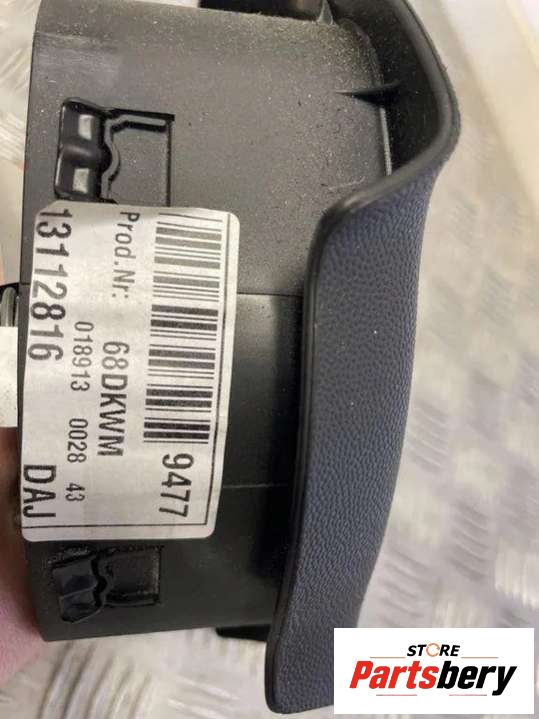 9477
Prod.Nr: 68DKWM
018913 0028 43
13112816 DAJ
STORE
Partsbery